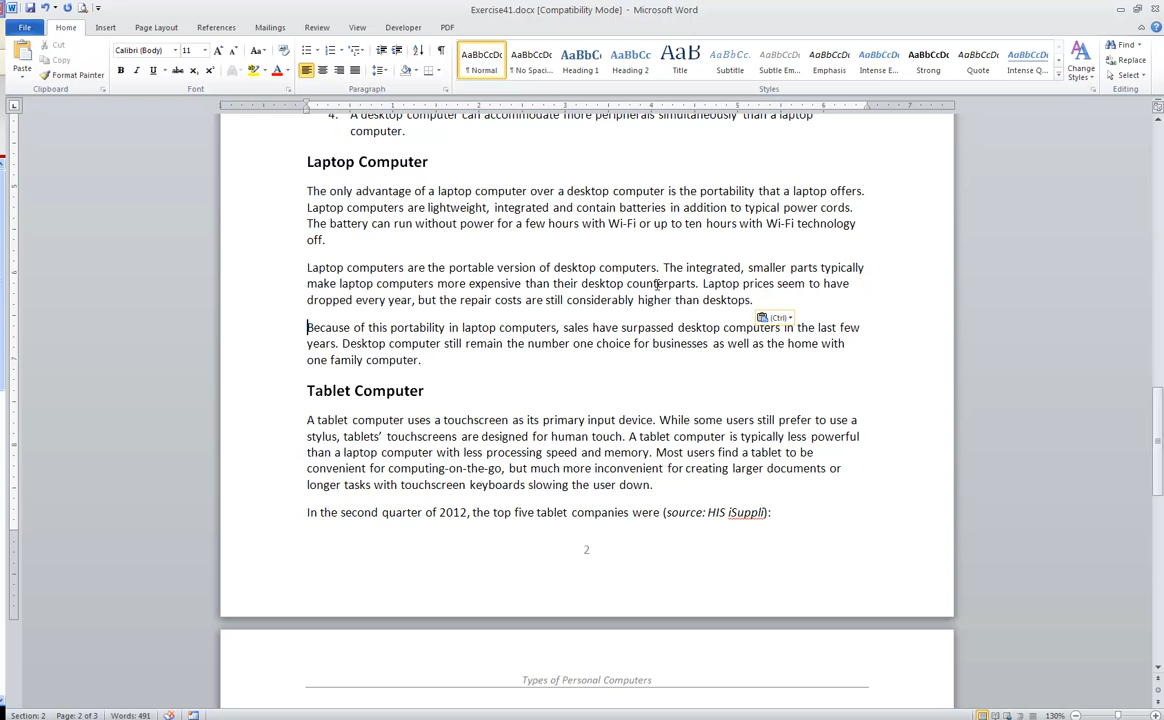 Exercise41.docx [Compatibility Mode] - Microsoft Word
File Home Insert Page Layout References Mailings Review View Developer PDF
Paste
Cut
Copy
Format Painter
Clipboard
Calibri (Body) 11
Font
Paragraph
AaBbCcDc AaBbCcDc AaBbC AaBbCc AaB AaBbCc. AaBbCcDc AaBbCcDc AaBbCcDc AaBbCcDc AaBbCcDc AaBbCcDc
¶ Normal ¶ No Spaci... Heading 1 Heading 2 Title Subtitle Subtle Em... Emphasis Intense E... Strong Quote Intense Q...
Styles
Change Styles
Find
Replace
Select
Editing
4. A desktop computer can accommodate more peripherals simultaneously than a laptop
computer.
Laptop Computer
The only advantage of a laptop computer over a desktop computer is the portability that a laptop offers.
Laptop computers are lightweight, integrated and contain batteries in addition to typical power cords.
The battery can run without power for a few hours with Wi-Fi or up to ten hours with Wi-Fi technology
off.
Laptop computers are the portable version of desktop computers. The integrated, smaller parts typically
make laptop computers more expensive than their desktop counterparts. Laptop prices seem to have
dropped every year, but the repair costs are still considerably higher than desktops.
(Ctrl)
Because of this portability in laptop computers, sales have surpassed desktop computers in the last few
years. Desktop computer still remain the number one choice for businesses as well as the home with
one family computer.
Tablet Computer
A tablet computer uses a touchscreen as its primary input device. While some users still prefer to use a
stylus, tablets’ touchscreens are designed for human touch. A tablet computer is typically less powerful
than a laptop computer with less processing speed and memory. Most users find a tablet to be
convenient for computing-on-the-go, but much more inconvenient for creating larger documents or
longer tasks with touchscreen keyboards slowing the user down.
In the second quarter of 2012, the top five tablet companies were (source: HIS iSuppli):
2
Types of Personal Computers
Section: 2 Page: 2 of 3 Words: 491 130%